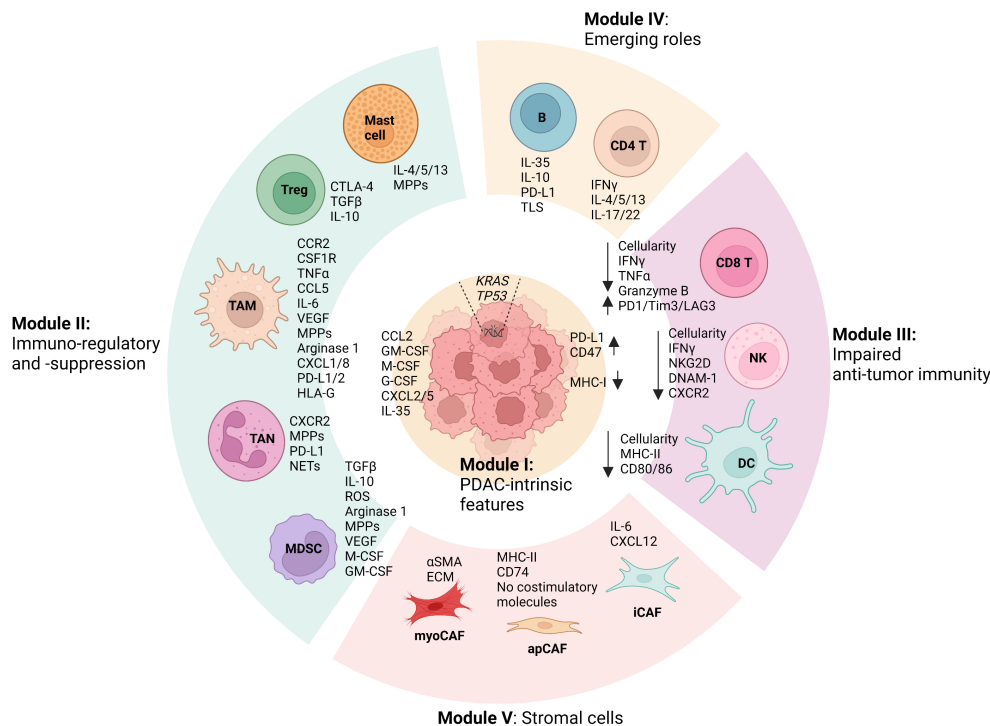 Module IV:
Emerging roles
B
IL-35
IL-10
PD-L1
TLS
CD4 T
IFNγ
IL-4/5/13
IL-17/22
Mast
cell
IL-4/5/13
MPPs
Treg
CTLA-4
TGFβ
IL-10
TAM
CCR2
CSF1R
TNFα
CCL5
IL-6
VEGF
MPPs
Arginase 1
CXCL1/8
PD-L1/2
HLA-G
Module II:
Immuno-regulatory
and -suppression
TAN
CXCR2
MPPs
PD-L1
NETs
MDSC
TGFβ
IL-10
ROS
Arginase 1
MPPs
VEGF
M-CSF
GM-CSF
KRAS
TP53
CCL2
GM-CSF
M-CSF
G-CSF
CXCL2/5
IL-35
PD-L1
CD47
MHC-I
Module I:
PDAC-intrinsic
features
Cellularity
IFNγ
TNFα
Granzyme B
PD1/Tim3/LAG3
CD8 T
Cellularity
IFNγ
NKG2D
DNAM-1
CXCR2
NK
Cellularity
MHC-II
CD80/86
DC
Module III:
Impaired
anti-tumor immunity
αSMA
ECM
myoCAF
MHC-II
CD74
No costimulatory
molecules
apCAF
IL-6
CXCL12
iCAF
Module V: Stromal cells